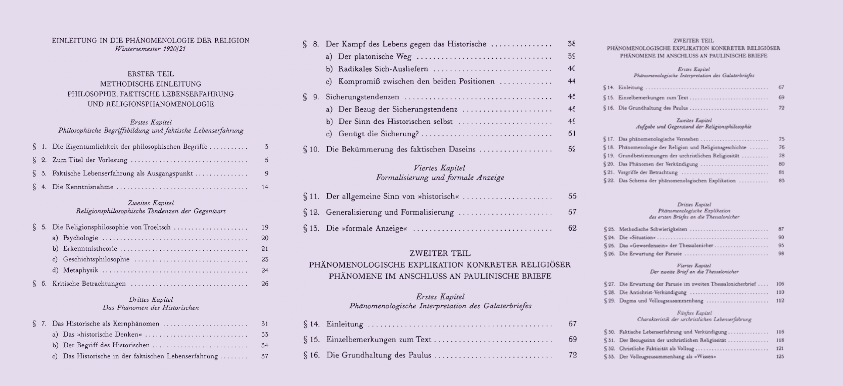 EINLEITUNG IN DIE PHÄNOMENOLOGIE DER RELIGION
Wintersemester 1920/21
ERSTER TEIL
METHODISCHE EINLEITUNG
PHILOSOPHIE, FAKTISCHE LEBENSERFAHRUNG
UND RELIGIONSPHÄNOMENOLOGIE
Erstes Kapitel
Philosophische Begriffsbildung und faktische Lebenserfahrung
§ 1. Die Eigentümlichkeit der philosophischen Begriffe 3
§ 2. Zum Titel der Vorlesung 5
§ 3. Faktische Lebenserfahrung als Ausgangspunkt 9
§ 4. Die Kenntnisnahme 14
Zweites Kapitel
Religionsphilosophische Tendenzen der Gegenwart
§ 5. Die Religionsphilosophie von Troeltsch 19
a) Psychologie 20
b) Erkenntnistheorie 21
c) Geschichtsphilosophie 23
d) Metaphysik 24
§ 6. Kritische Betrachtungen 26
Drittes Kapitel
Das Phänomen der Historischen
§ 7. Das Historische als Kernphänomen 31
a) Das »historische Denken« 33
b) Der Begriff des Historischen 34
c) Das Historische in der faktischen Lebenserfahrung 37
§ 8. Der Kampf des Lebens gegen das Historische 38
a) Der platonische Weg 39
b) Radikales Sich-Ausliefern 40
c) Kompromiß zwischen den beiden Positionen 44
§ 9. Sicherungstendenzen 45
a) Der Bezug der Sicherungstendenz 45
b) Der Sinn des Historischen selbst 49
c) Genügt die Sicherung? 51
§ 10. Die Bekümmerung des faktischen Daseins 52
Viertes Kapitel
Formalisierung und formale Anzeige
§ 11. Der allgemeine Sinn von »historisch« 55
§ 12. Generalisierung und Formalisierung 57
§ 13. Die »formale Anzeige« 62
ZWEITER TEIL
PHÄNOMENOLOGISCHE EXPLIKATION KONKRETER RELIGIÖSER
PHÄNOMENE IM ANSCHLUSS AN PAULINISCHE BRIEFE
Erstes Kapitel
Phänomenologische Interpretation des Galaterbriefes
§ 14. Einleitung 67
§ 15. Einzelbemerkungen zum Text 69
§ 16. Die Grundhaltung des Paulus 72
ZWEITER TEIL
PHÄNOMENOLOGISCHE EXPLIKATION KONKRETER RELIGIÖSER
PHÄNOMENE IM ANSCHLUSS AN PAULINISCHE BRIEFE
Erstes Kapitel
Phänomenologische Interpretation des Galaterbriefes
§ 14. Einleitung 67
§ 15. Einzelbemerkungen zum Text 69
§ 16. Die Grundhaltung des Paulus 72
Zweites Kapitel
Aufgabe und Gegenstand der Religionsphilosophie
§ 17. Das phänomenologische Verstehen 75
§ 18. Phänomenologie der Religion und Religionsgeschichte 76
§ 19. Grundbestimmungen der urchristlichen Religiosität 78
§ 20. Das Phänomen der Verkündigung 80
§ 21. Vorgriffe der Betrachtung 81
§ 22. Das Schema der phänomenologischen Explikation 83
Drittes Kapitel
Phänomenologische Explikation
des ersten Briefes an die Thessalonicher
§ 23. Methodische Schwierigkeiten 87
§ 24. Die »Situation« 90
§ 25. Das »Gewordensein« der Thessalonicher 93
§ 26. Die Erwartung der Parusie 98
Viertes Kapitel
Der zweite Brief an die Thessalonicher
§ 27. Die Erwartung der Parusie im zweiten Thessalonicherbrief 106
§ 28. Die Antichrist-Verkündigung
§ 29. Dogma und Vollzugszusammenhang 112
Fünftes Kapitel
Charakteristik der urchristlichen Lebenserfahrung
§ 30. Faktische Lebenserfahrung und Verkündigung 116
§ 31. Der Bezugssinn der urchristlichen Religiosität 118
§ 32. Christliche Faktizität als Vollzug 121
§ 33. Der Vollzugszusammenhang als »Wissen«